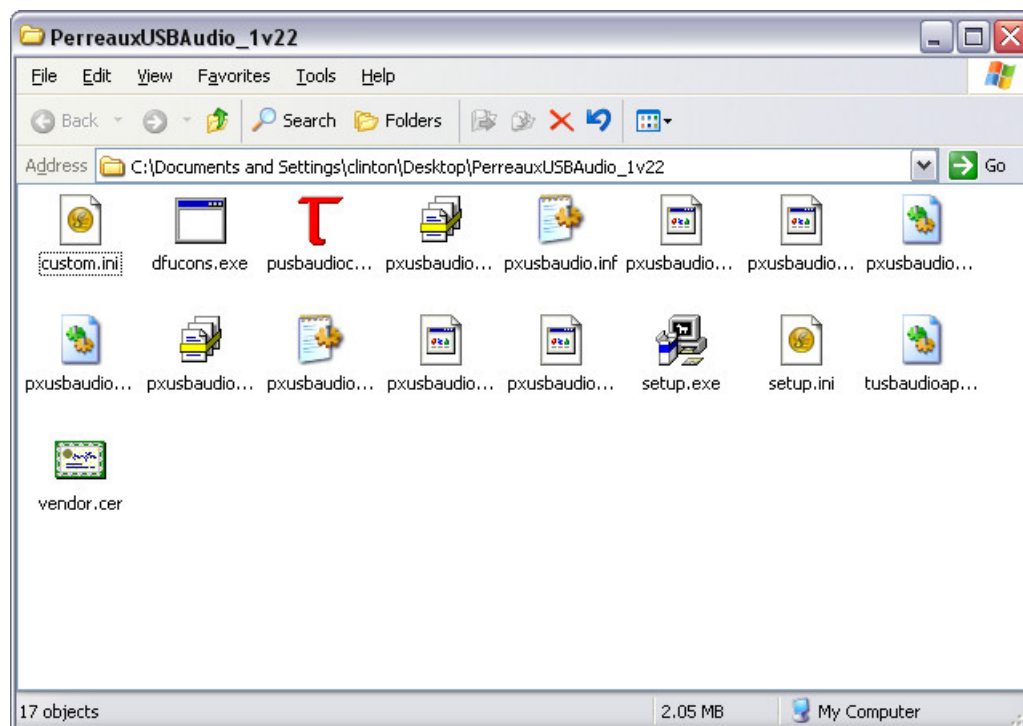 PerreauxUSBAudio_1v22
File Edit View Favorites Tools Help
Back Search Folders
Address C:\Documents and Settings\clinton\Desktop\PerreauxUSBAudio_1v22 Go
custom.ini dfucons.exe pusbaudioc... pxusbaudio... pxusbaudio.inf pxusbaudio... pxusbaudio... pxusbaudio...
pxusbaudio... pxusbaudio... pxusbaudio... pxusbaudio... pxusbaudio... setup.exe setup.ini tusbaudioap...
vendor.cer
17 objects 2.05 MB My Computer